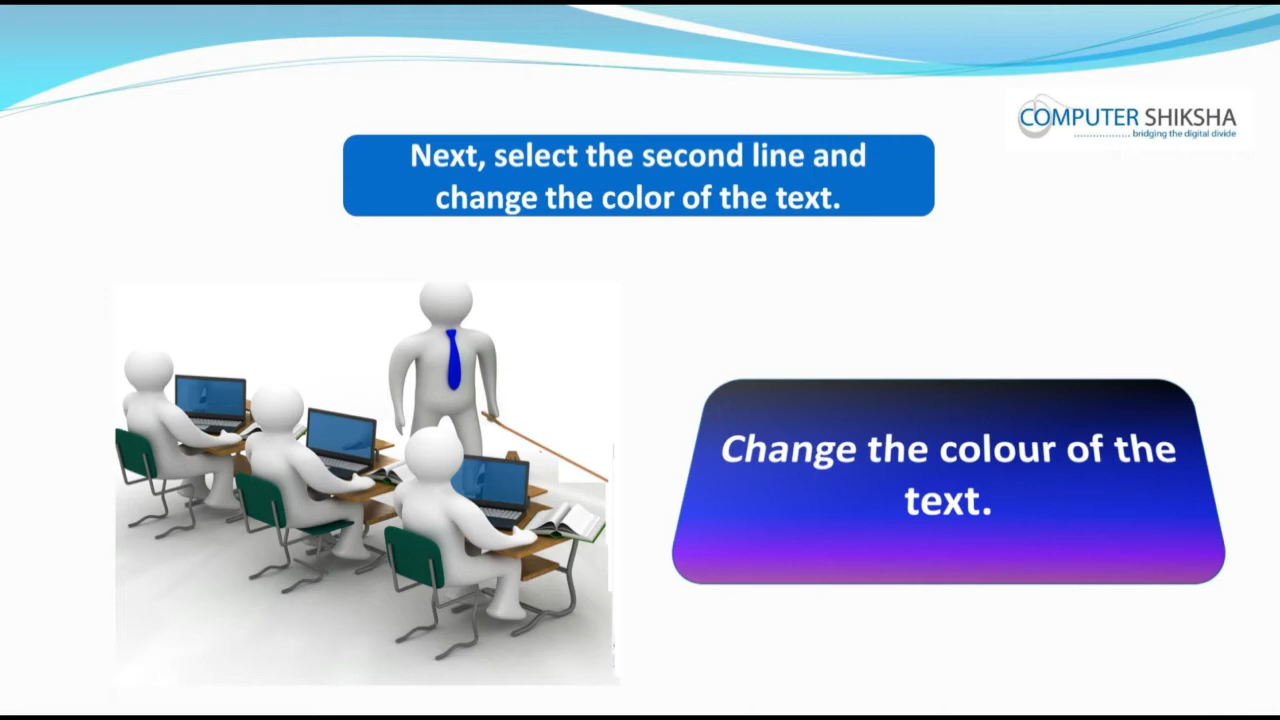 COMPUTER SHIKSHA
bridging the digital divide
Next, select the second line and
change the color of the text.
Change the colour of the
text.